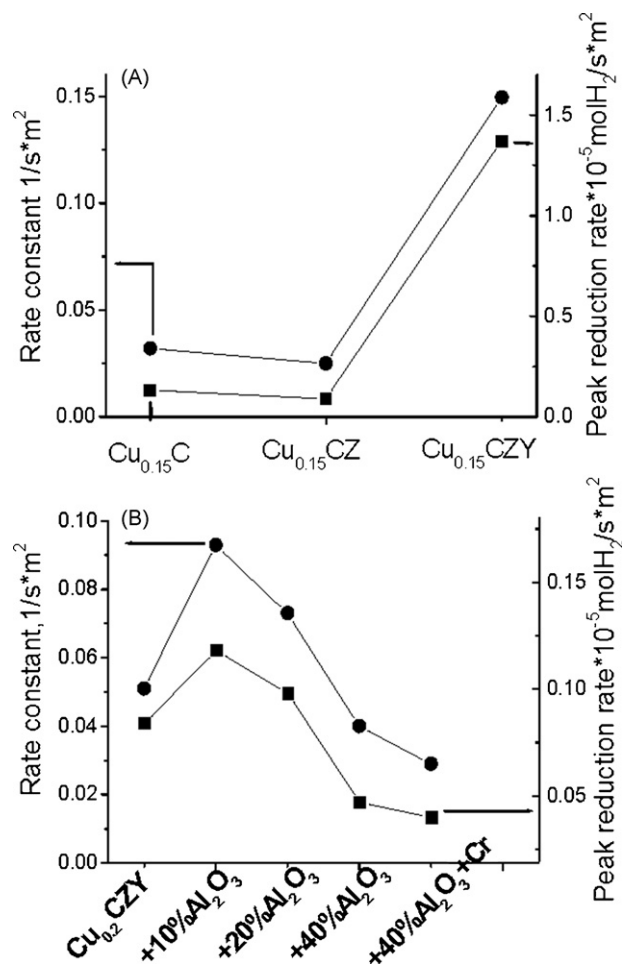 (A)
Rate constant 1/s*m²
0.15
0.10
0.05
0.00
1.5
1.0
0.5
0.0
Peak reduction rate*10⁻⁵molH₂/s*m²
Cu₀.₁₅C
Cu₀.₁₅CZ
Cu₀.₁₅CZY
(B)
Rate constant, 1/s*m²
0.10
0.08
0.06
0.04
0.02
0.00
0.15
0.10
0.05
Peak reduction rate*10⁻⁵molH₂/s*m²
Cu₀.₂CZY
+10%Al₂O₃
+20%Al₂O₃
+40%Al₂O₃
+40%Al₂O₃+Cr